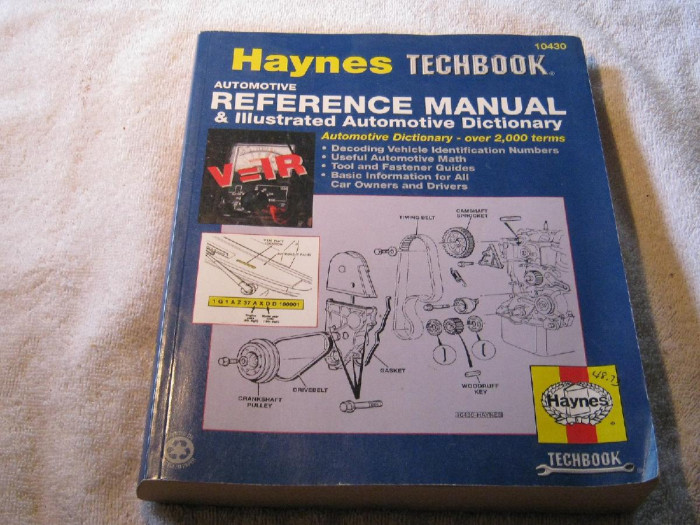 10430
Haynes TECHBOOK®
AUTOMOTIVE
REFERENCE MANUAL
& Illustrated Automotive Dictionary
Automotive Dictionary - over 2,000 terms
• Decoding Vehicle Identification Numbers
• Useful Automotive Math
• Tool and Fastener Guides
• Basic Information for All
Car Owners and Drivers
V=IR
TIMING BELT
CAMSHAFT
SPROCKET
GASKET
DRIVEBELT
CRANKSHAFT
PULLEY
WOODRUFF
KEY
Haynes
TECHBOOK